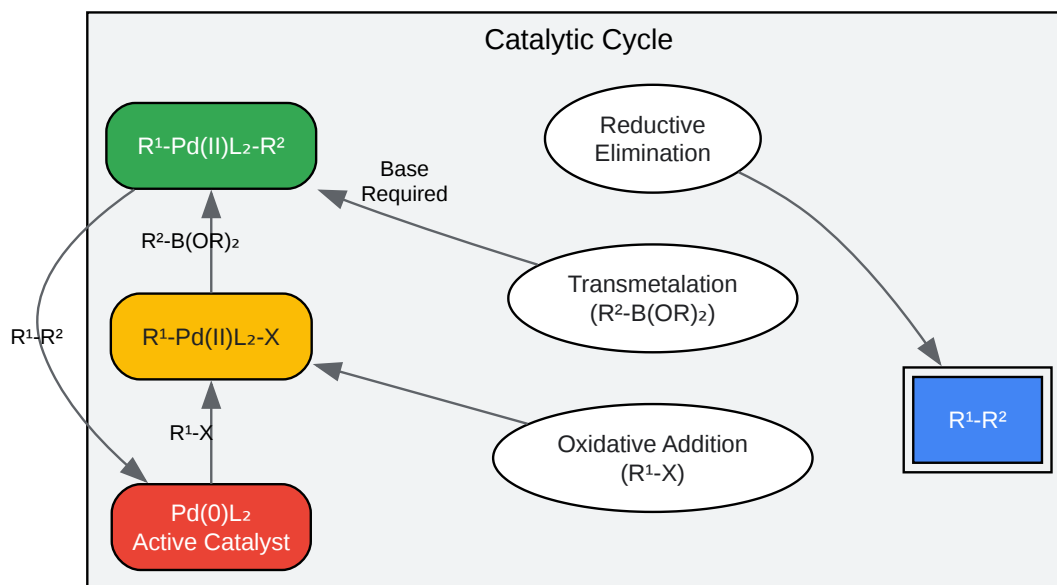 Catalytic Cycle
R¹-Pd(II)L₂-R²
Reductive
Elimination
Base
Required
R²-B(OR)₂
Transmetalation
(R²-B(OR)₂)
R¹-R²
R¹-Pd(II)L₂-X
R¹-R²
R¹-X
Oxidative Addition
(R¹-X)
Pd(0)L₂
Active Catalyst